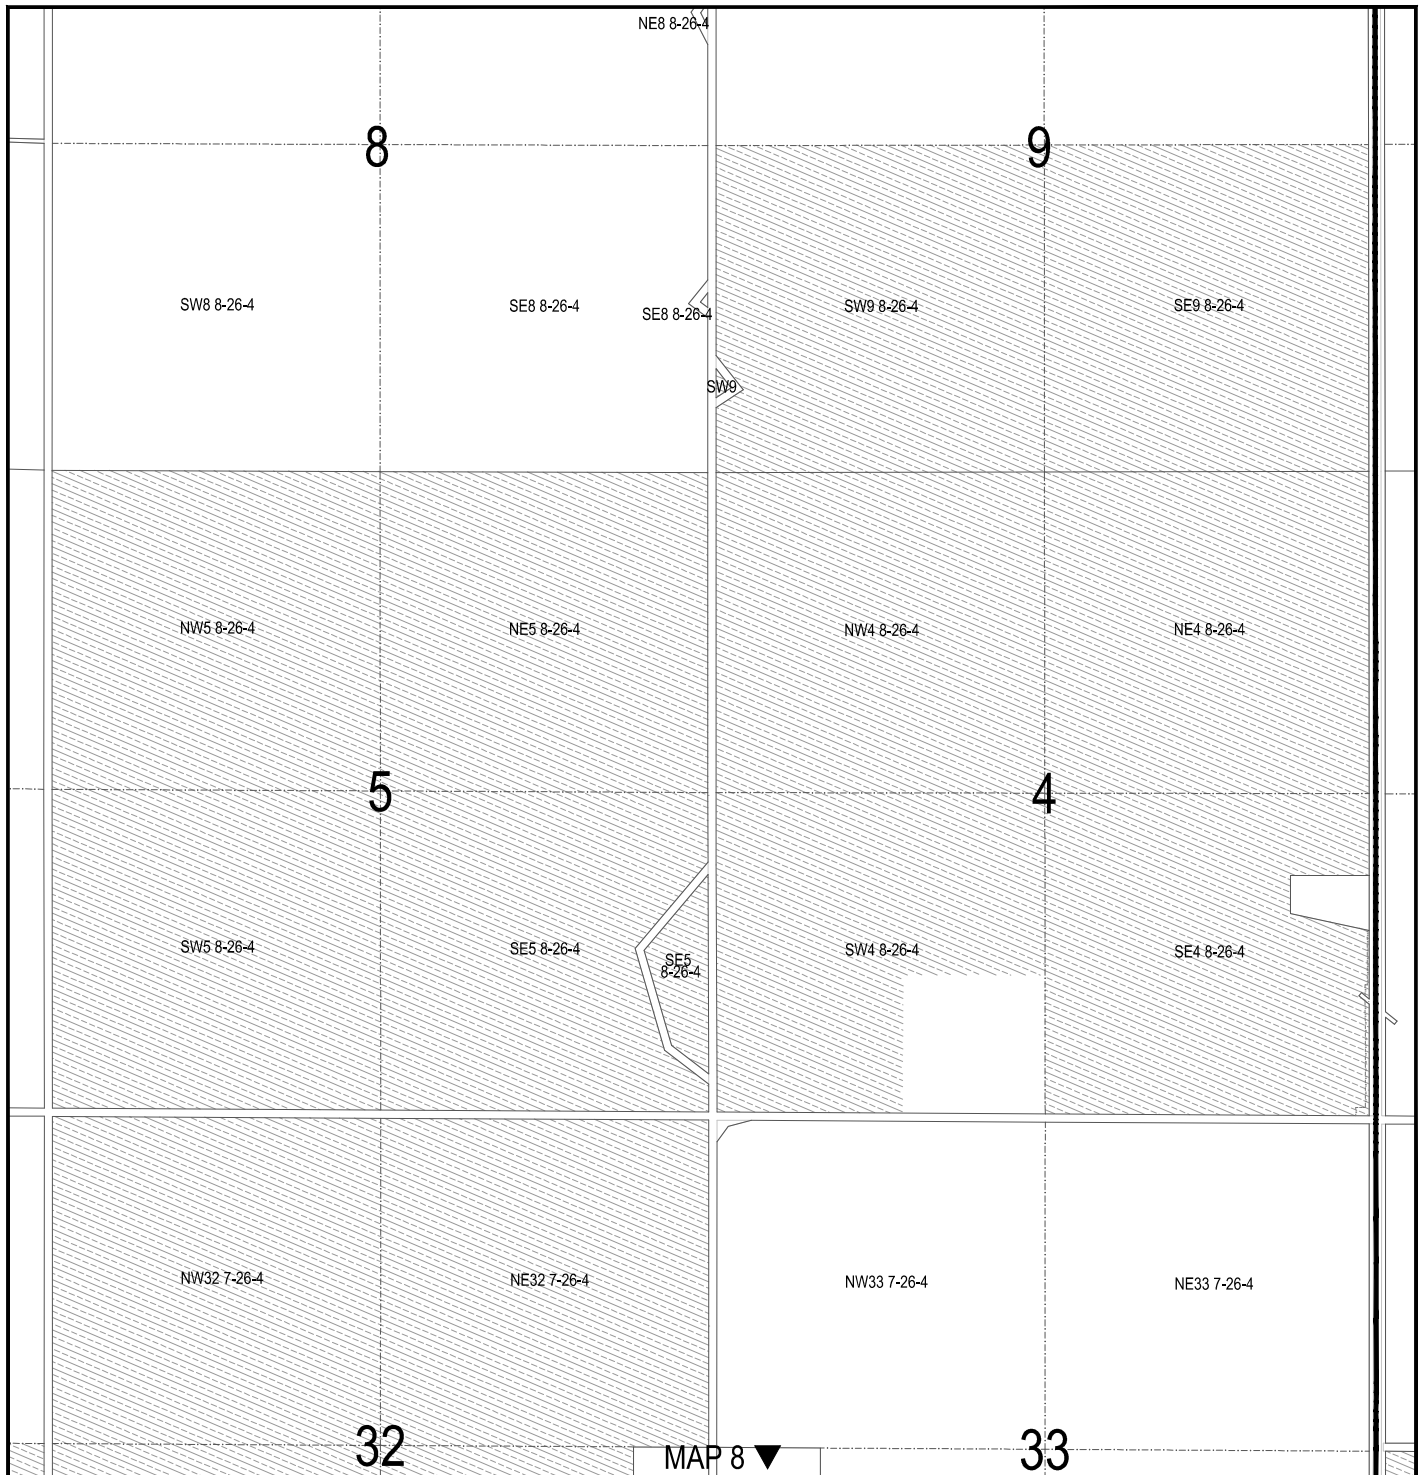 NE8 8-26-4
8
9
SW8 8-26-4
SE8 8-26-4
SE8 8-26-4
SW9 8-26-4
SE9 8-26-4
SW9
NW5 8-26-4
NE5 8-26-4
NW4 8-26-4
NE4 8-26-4
5
4
SW5 8-26-4
SE5 8-26-4
SE5
8-26-4
SW4 8-26-4
SE4 8-26-4
NW32 7-26-4
NE32 7-26-4
NW33 7-26-4
NE33 7-26-4
32
MAP 8 ▼
33